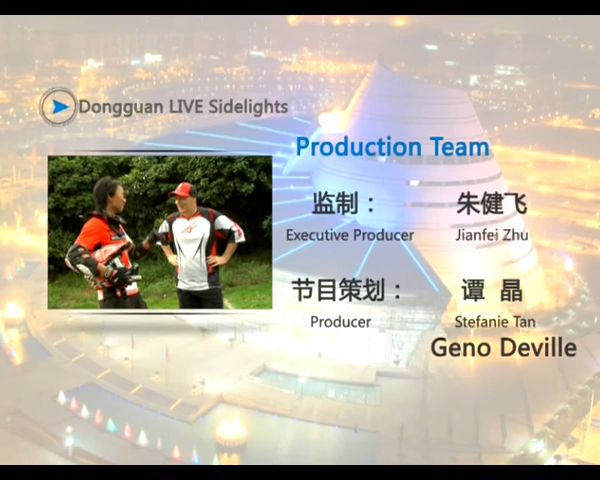 Dongguan LIVE Sidelights
Production Team
监制： 朱健飞
Executive Producer Jianfei Zhu
节目策划： 谭 晶
Producer Stefanie Tan
Geno Deville